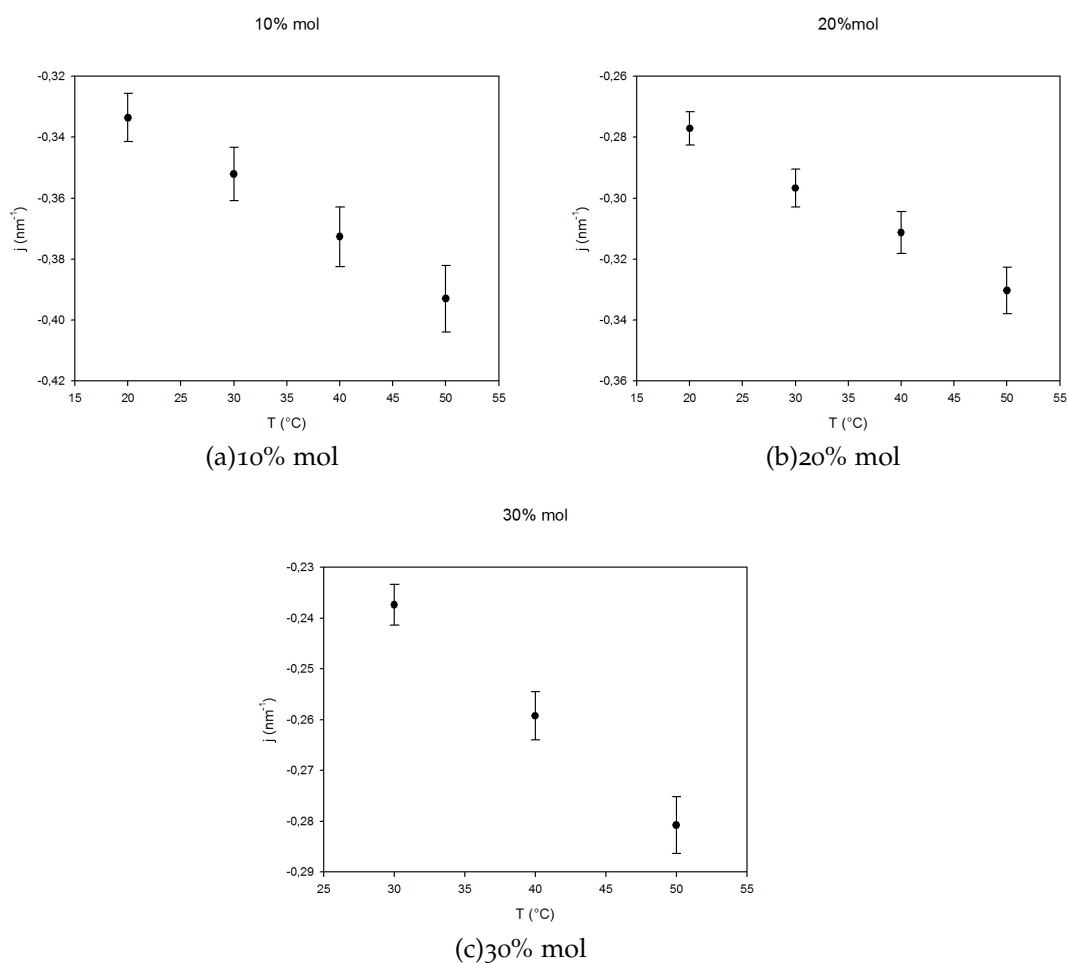 10% mol
-0,32
-0,34
-0,36
-0,38
-0,40
-0,42
j (nm⁻¹)
15 20 25 30 35 40 45 50 55
T (°C)
(a)10% mol
20%mol
-0,26
-0,28
-0,30
-0,32
-0,34
-0,36
j (nm⁻¹)
15 20 25 30 35 40 45 50 55
T (°C)
(b)20% mol
30% mol
-0,23
-0,24
-0,25
-0,26
-0,27
-0,28
-0,29
j (nm⁻¹)
25 30 35 40 45 50 55
T (°C)
(c)30% mol